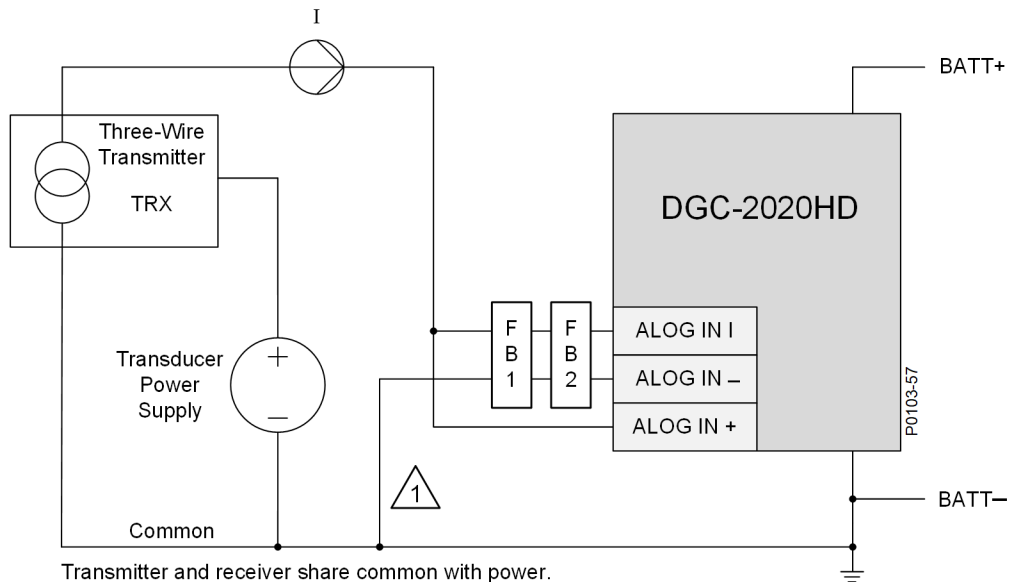 I
BATT+
Three-Wire
Transmitter
TRX
DGC-2020HD
F
B
1
F
B
2
ALOG IN I
ALOG IN –
ALOG IN +
Transducer
Power
Supply
+
–
P0103-57
1
BATT–
Common
Transmitter and receiver share common with power.